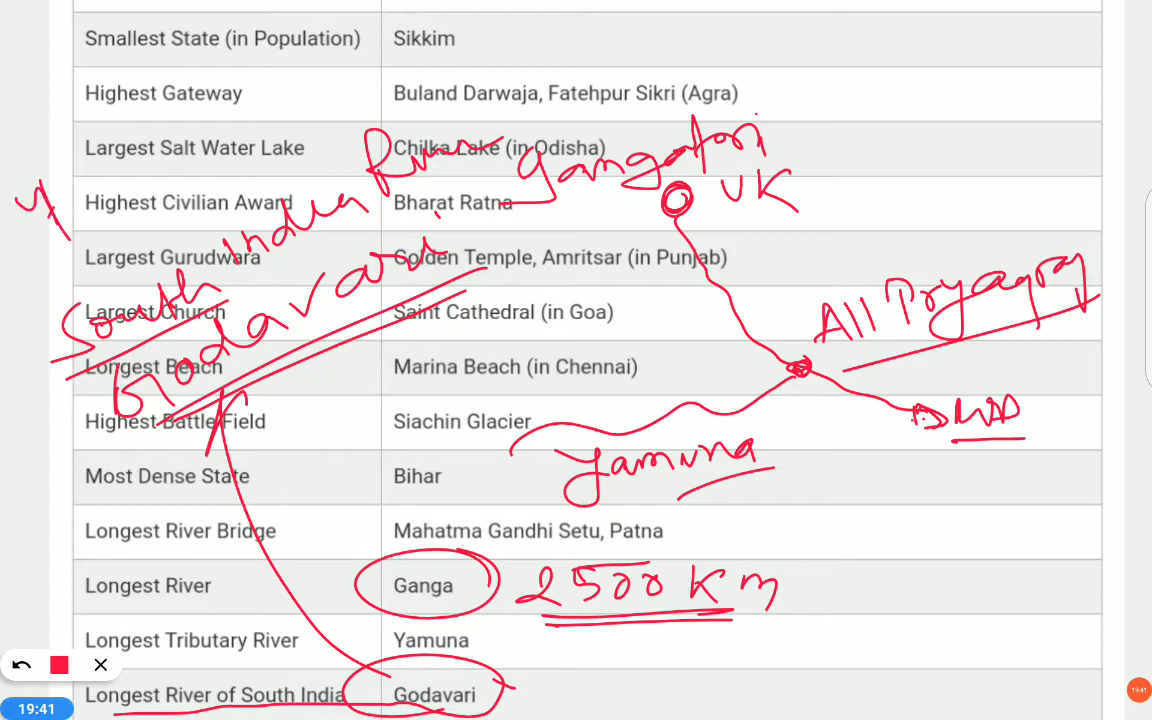 Smallest State (in Population) Sikkim
Highest Gateway Buland Darwaja, Fatehpur Sikri (Agra)
Largest Salt Water Lake Chilka Lake (in Odisha)
Highest Civilian Award Bharat Ratna
Largest Gurudwara Golden Temple, Amritsar (in Punjab)
Largest Church Saint Cathedral (in Goa)
Longest Beach Marina Beach (in Chennai)
Highest Battle Field Siachin Glacier
Most Dense State Bihar
Longest River Bridge Mahatma Gandhi Setu, Patna
Longest River Ganga
Longest Tributary River Yamuna
Longest River of South India Godavari
South India River
Godavari
Gangotri
UK
All Pryagraj
Yamuna
2500 Km
19:41
19:41